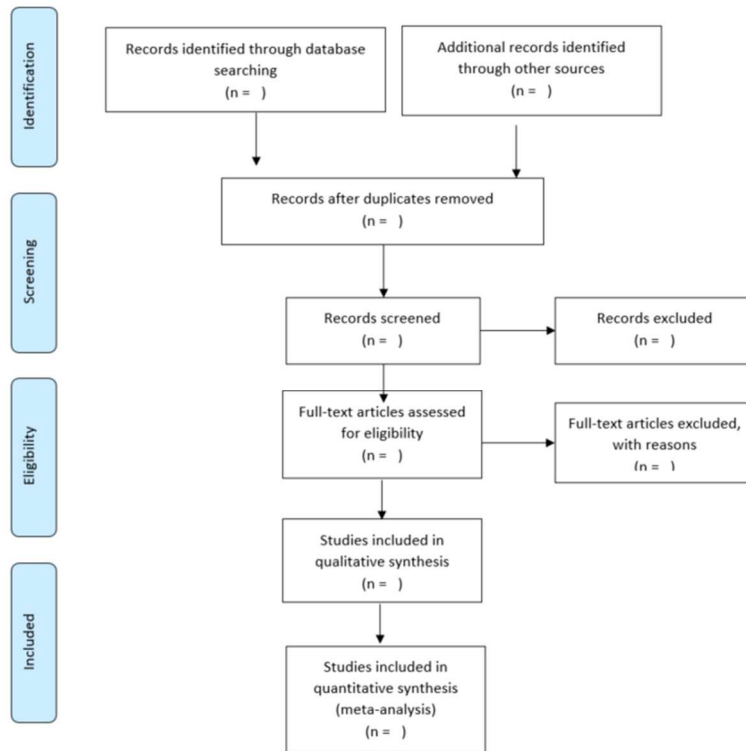 Identification
Records identified through database
searching
(n =   )
Additional records identified
through other sources
(n =   )
Records after duplicates removed
(n =   )
Screening
Records screened
(n =   )
Records excluded
(n =   )
Eligibility
Full-text articles assessed
for eligibility
(n =   )
Full-text articles excluded,
with reasons
(n =   )
Studies included in
qualitative synthesis
(n =   )
Included
Studies included in
quantitative synthesis
(meta-analysis)
(n =   )